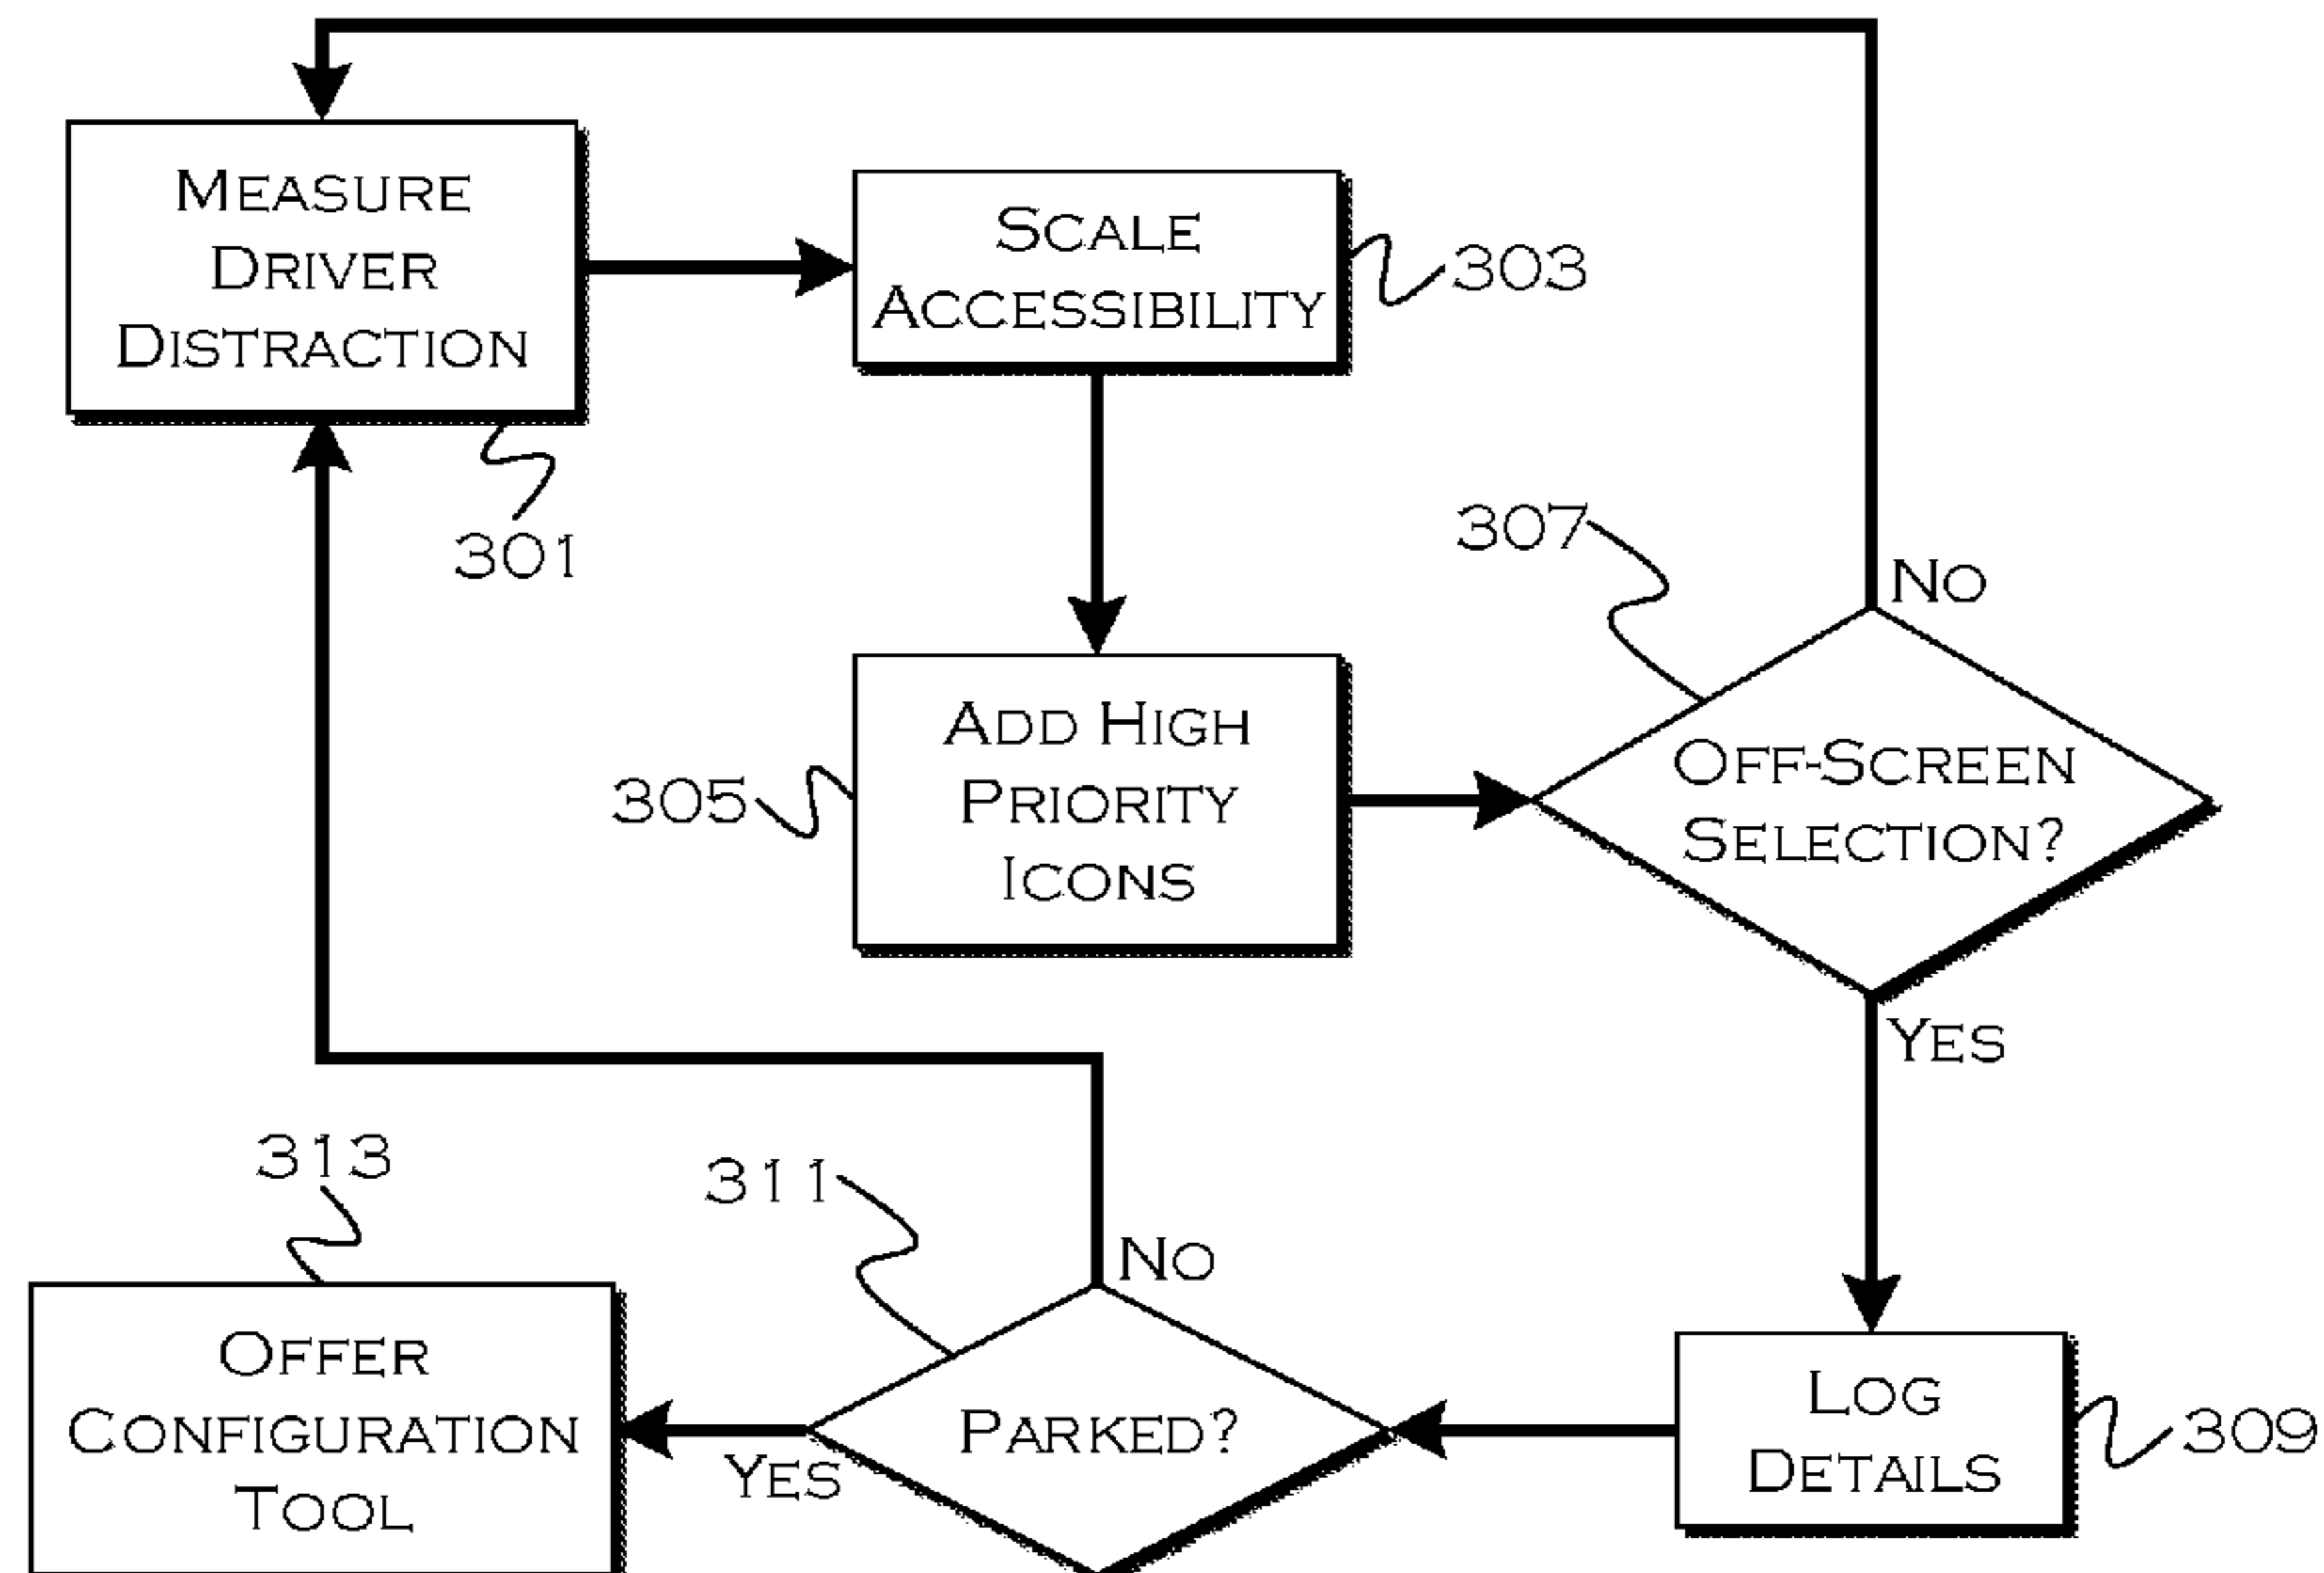 MEASURE
DRIVER
DISTRACTION
301
SCALE
ACCESSIBILITY
303
ADD HIGH
PRIORITY
ICONS
305
307
NO
OFF-SCREEN
SELECTION?
YES
313
311
NO
OFFER
CONFIGURATION
TOOL
YES
PARKED?
LOG
DETAILS
309